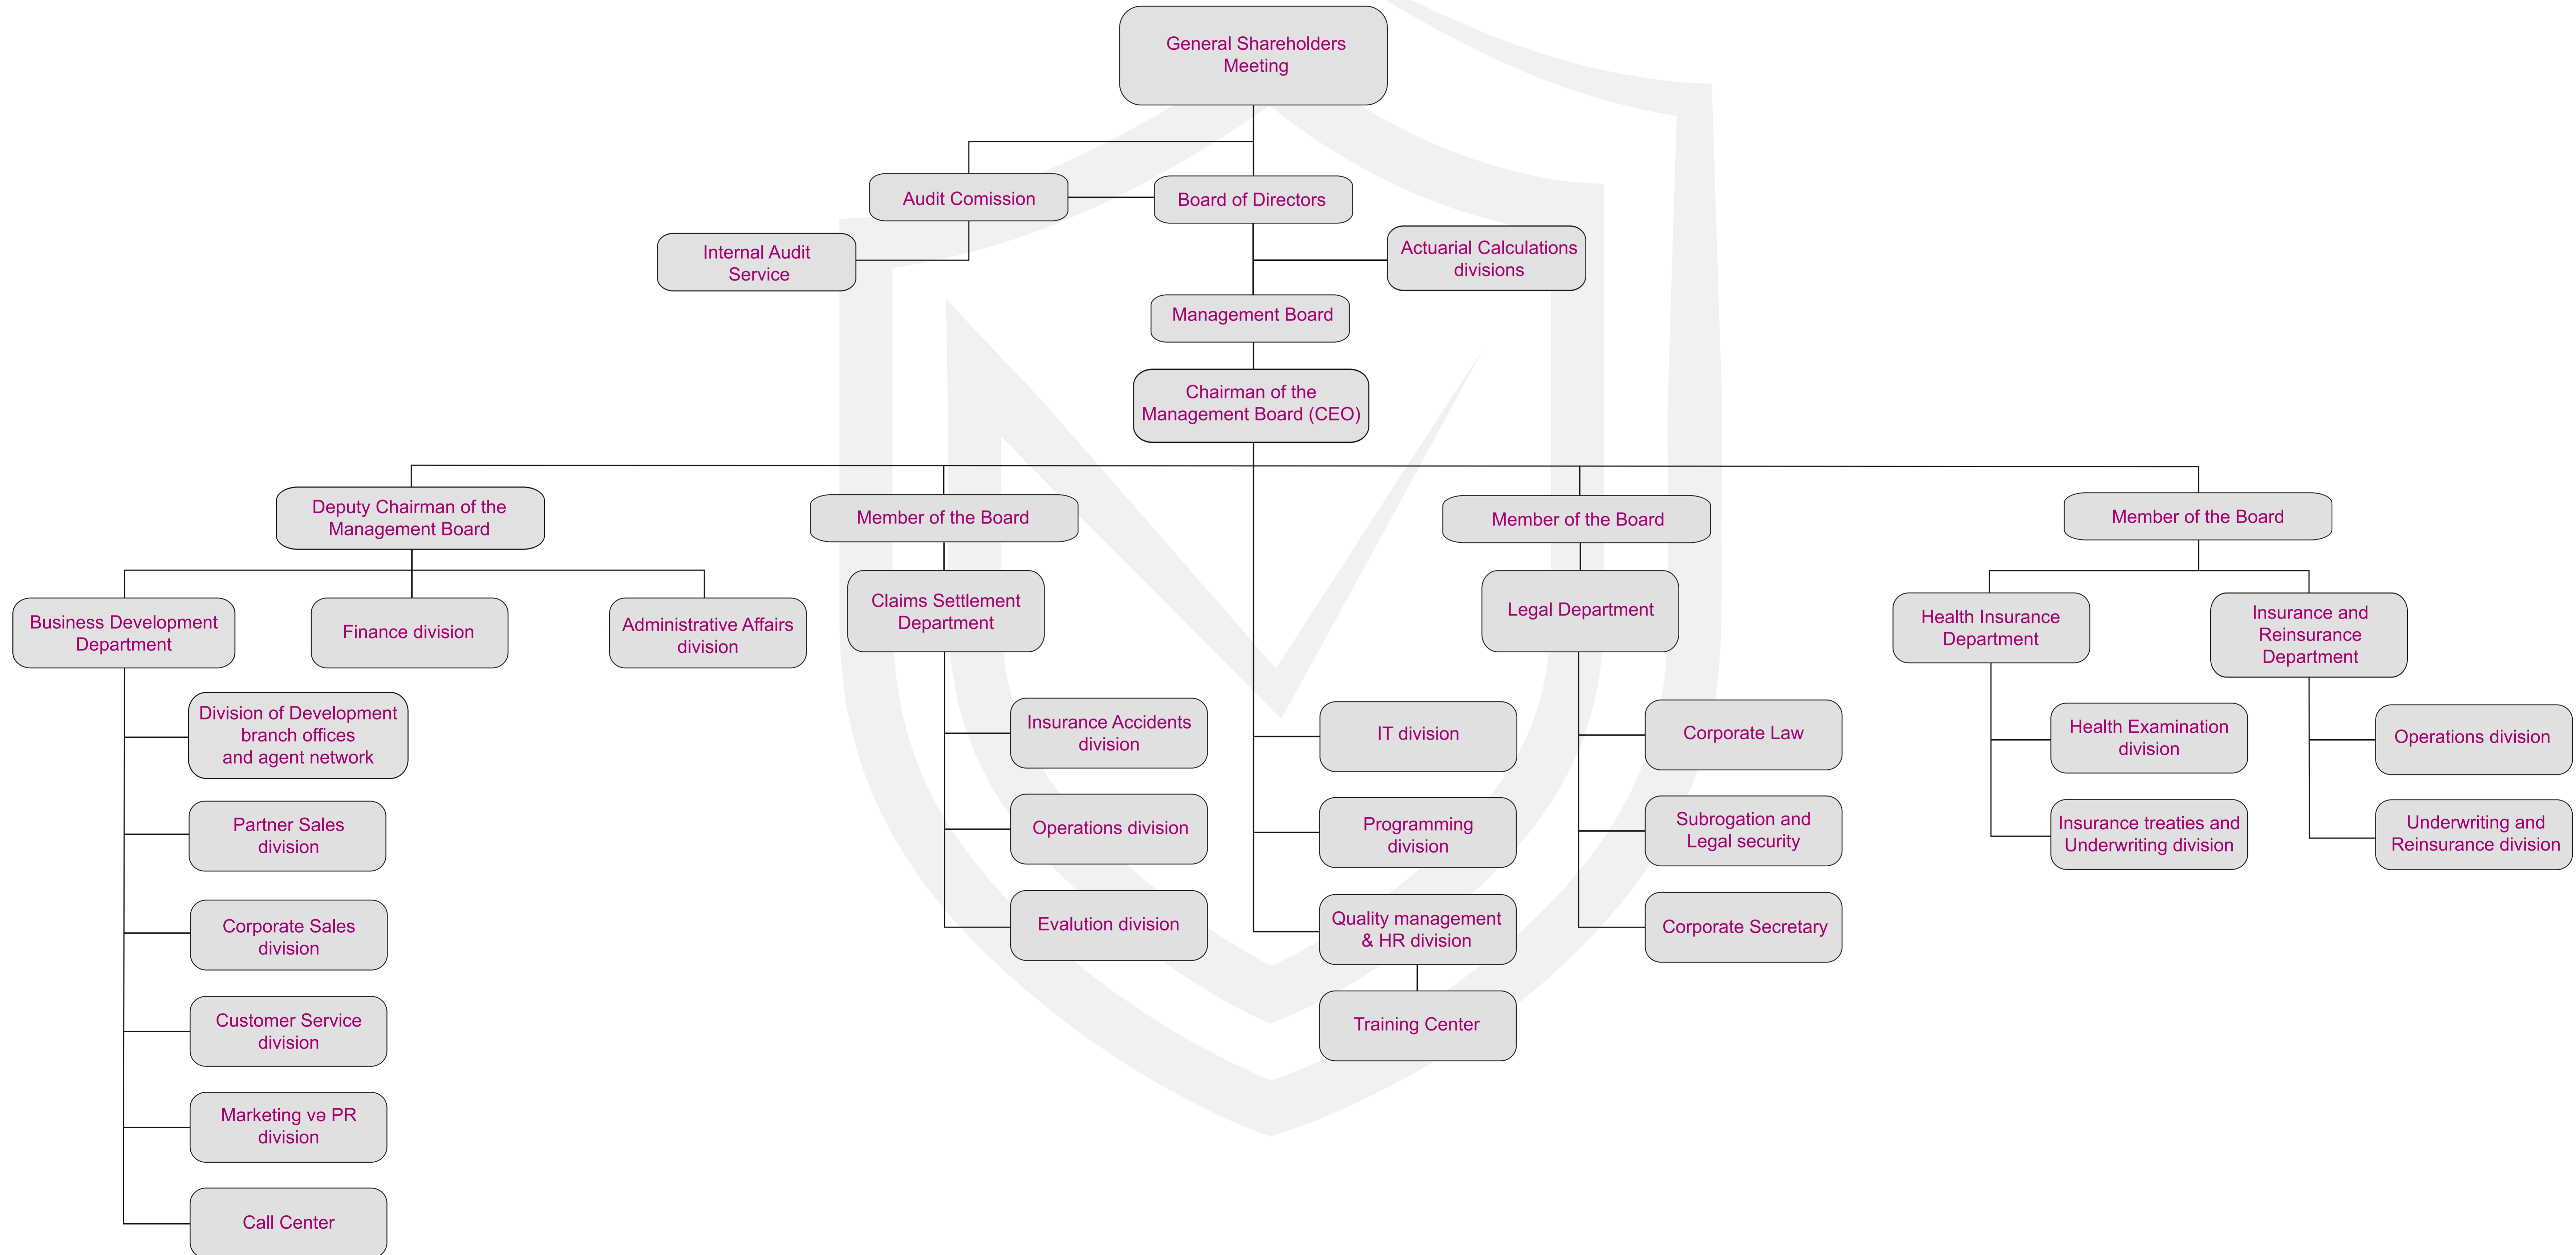 General Shareholders
Meeting
Audit Comission
Board of Directors
Internal Audit
Service
Actuarial Calculations
divisions
Management Board
Chairman of the
Management Board (CEO)
Deputy Chairman of the
Management Board
Member of the Board
Member of the Board
Member of the Board
Business Development
Department
Finance division
Administrative Affairs
division
Claims Settlement
Department
Legal Department
Health Insurance
Department
Insurance and
Reinsurance
Department
Division of Development
branch offices
and agent network
Partner Sales
division
Corporate Sales
division
Customer Service
division
Marketing və PR
division
Call Center
Insurance Accidents
division
Operations division
Evalution division
IT division
Programming
division
Quality management
& HR division
Training Center
Corporate Law
Subrogation and
Legal security
Corporate Secretary
Health Examination
division
Insurance treaties and
Underwriting division
Operations division
Underwriting and
Reinsurance division